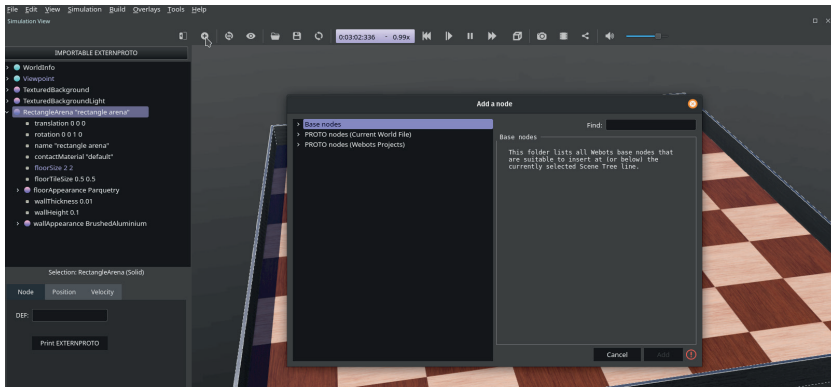 File Edit View Simulation Build Overlays Tools Help
Simulation View
0:03:02:336 - 0.99x
IMPORTABLE EXTERNPROTO
WorldInfo
Viewpoint
TexturedBackground
TexturedBackgroundLight
RectangleArena "rectangle arena"
translation 0 0 0
rotation 0 0 1 0
name "rectangle arena"
contactMaterial "default"
floorSize 2 2
floorTileSize 0.5 0.5
floorAppearance Parquetry
wallThickness 0.01
wallHeight 0.1
wallAppearance BrushedAluminium
Selection: RectangleArena (Solid)
Node Position Velocity
DEF:
Print EXTERNPROTO
Add a node
Base nodes
PROTO nodes (Current World File)
PROTO nodes (Webots Projects)
Find:
Base nodes
This folder lists all Webots base nodes that
are suitable to insert at (or below) the
currently selected Scene Tree line.
Cancel Add